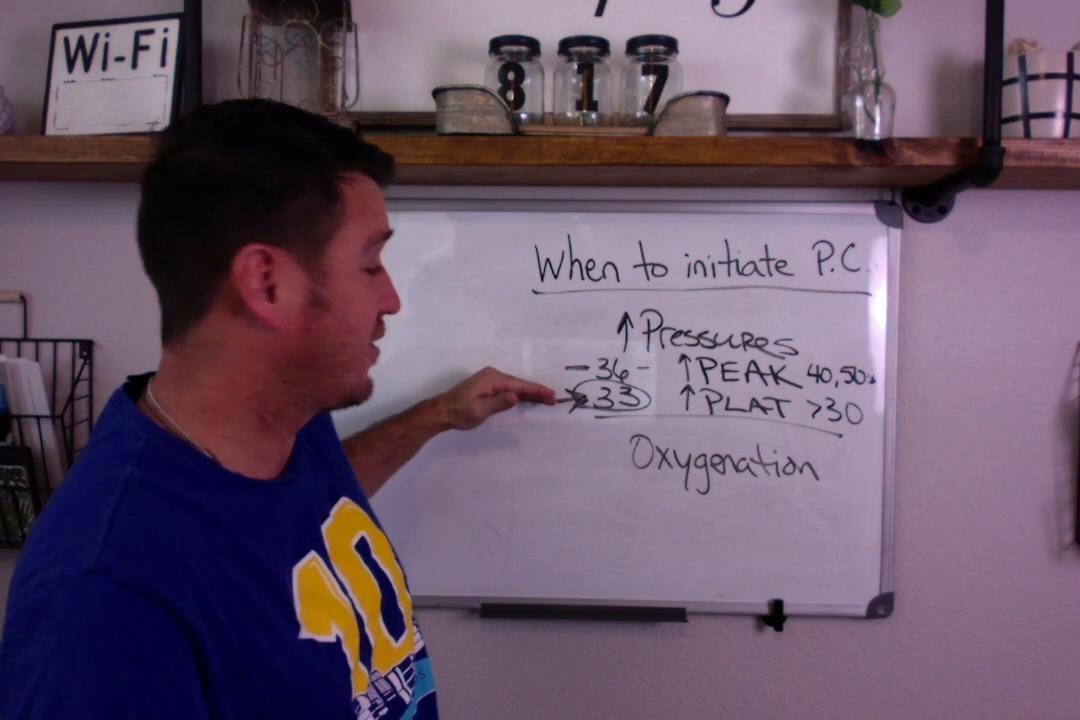 Wi-Fi
8 1 7
When to initiate P.C.
↑ Pressures
- 36 - ↑ PEAK 40, 50s
33 ↑ PLAT >30
Oxygenation
10